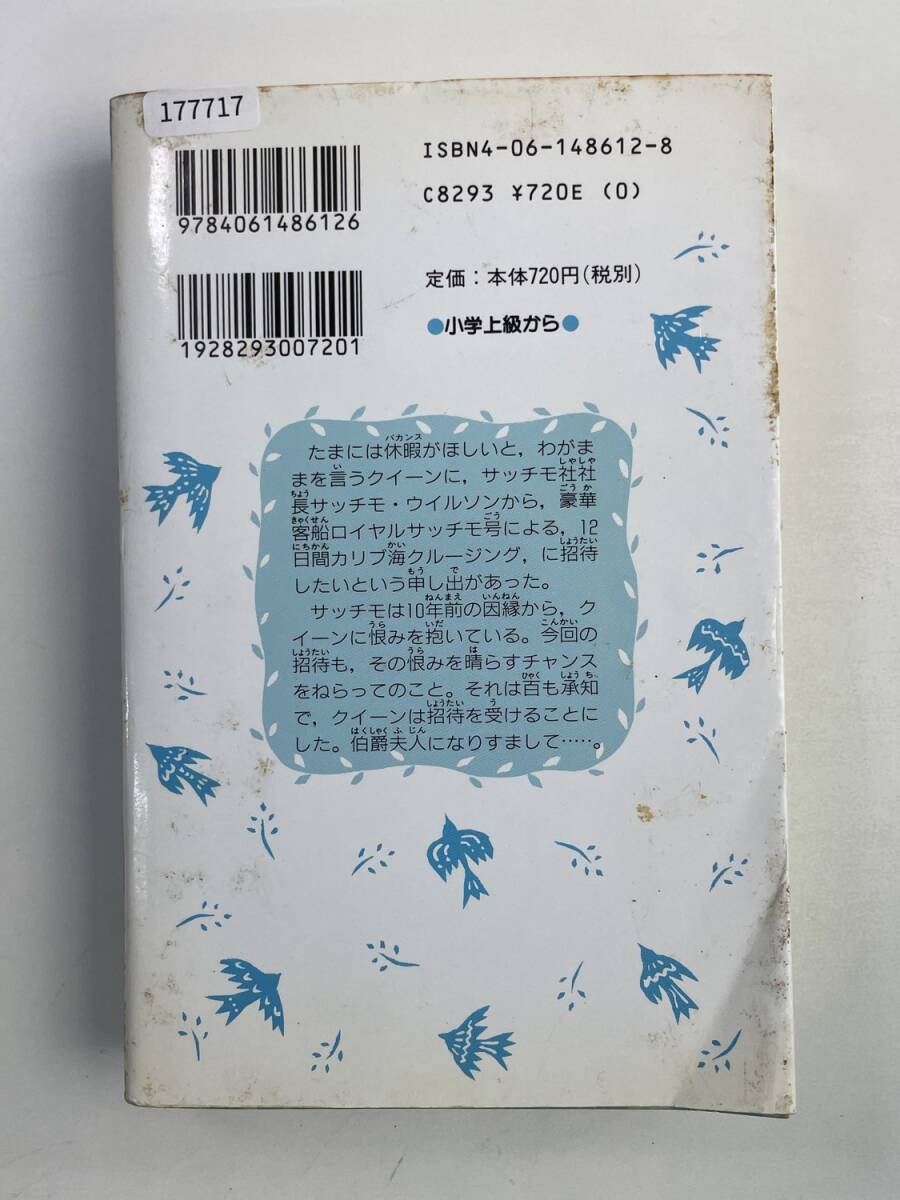 177717
ISBN4-06-148612-8
C8293 ¥720E (0)
9784061486126
定価：本体720円(税別)
1928293007201
●小学上級から●
たまには休暇がほしいと，わがま
まを言うクイーンに，サッチモ社社
長サッチモ・ウイルソンから，豪華
客船ロイヤルサッチモ号による，12
日間カリブ海クルージング，に招待
したいという申し出があった。
サッチモは10年前の因縁から，ク
イーンに恨みを抱いている。今回の
招待も，その恨みを晴らすチャンス
をねらってのこと。それは百も承知
で，クイーンは招待を受けることに
した。伯爵夫人になりすまして……。